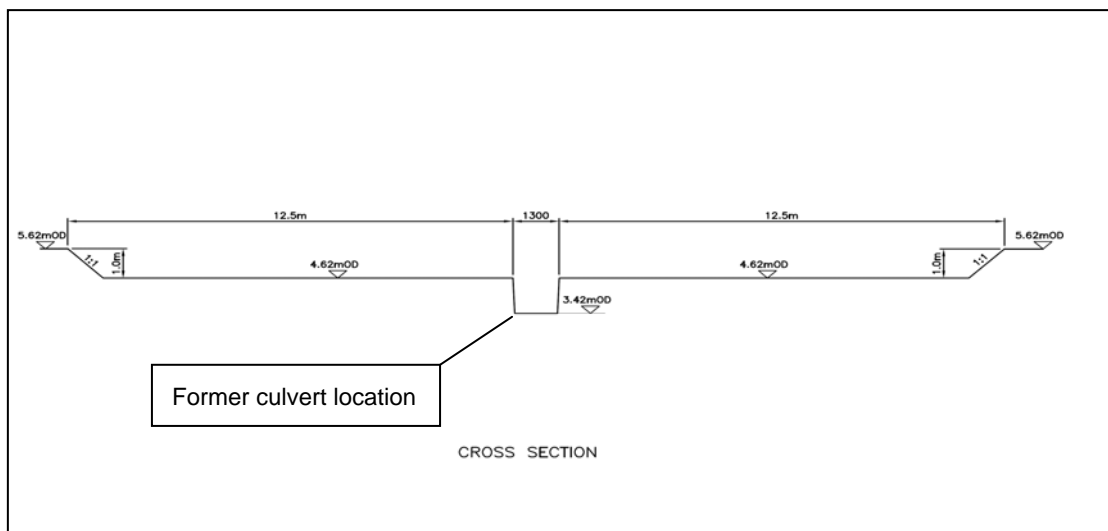 12.5m 1300 12.5m
5.62mOD 5.62mOD
1:1 1.0m 4.62mOD 4.62mOD 1.0m 1:1
3.42mOD
Former culvert location
CROSS SECTION